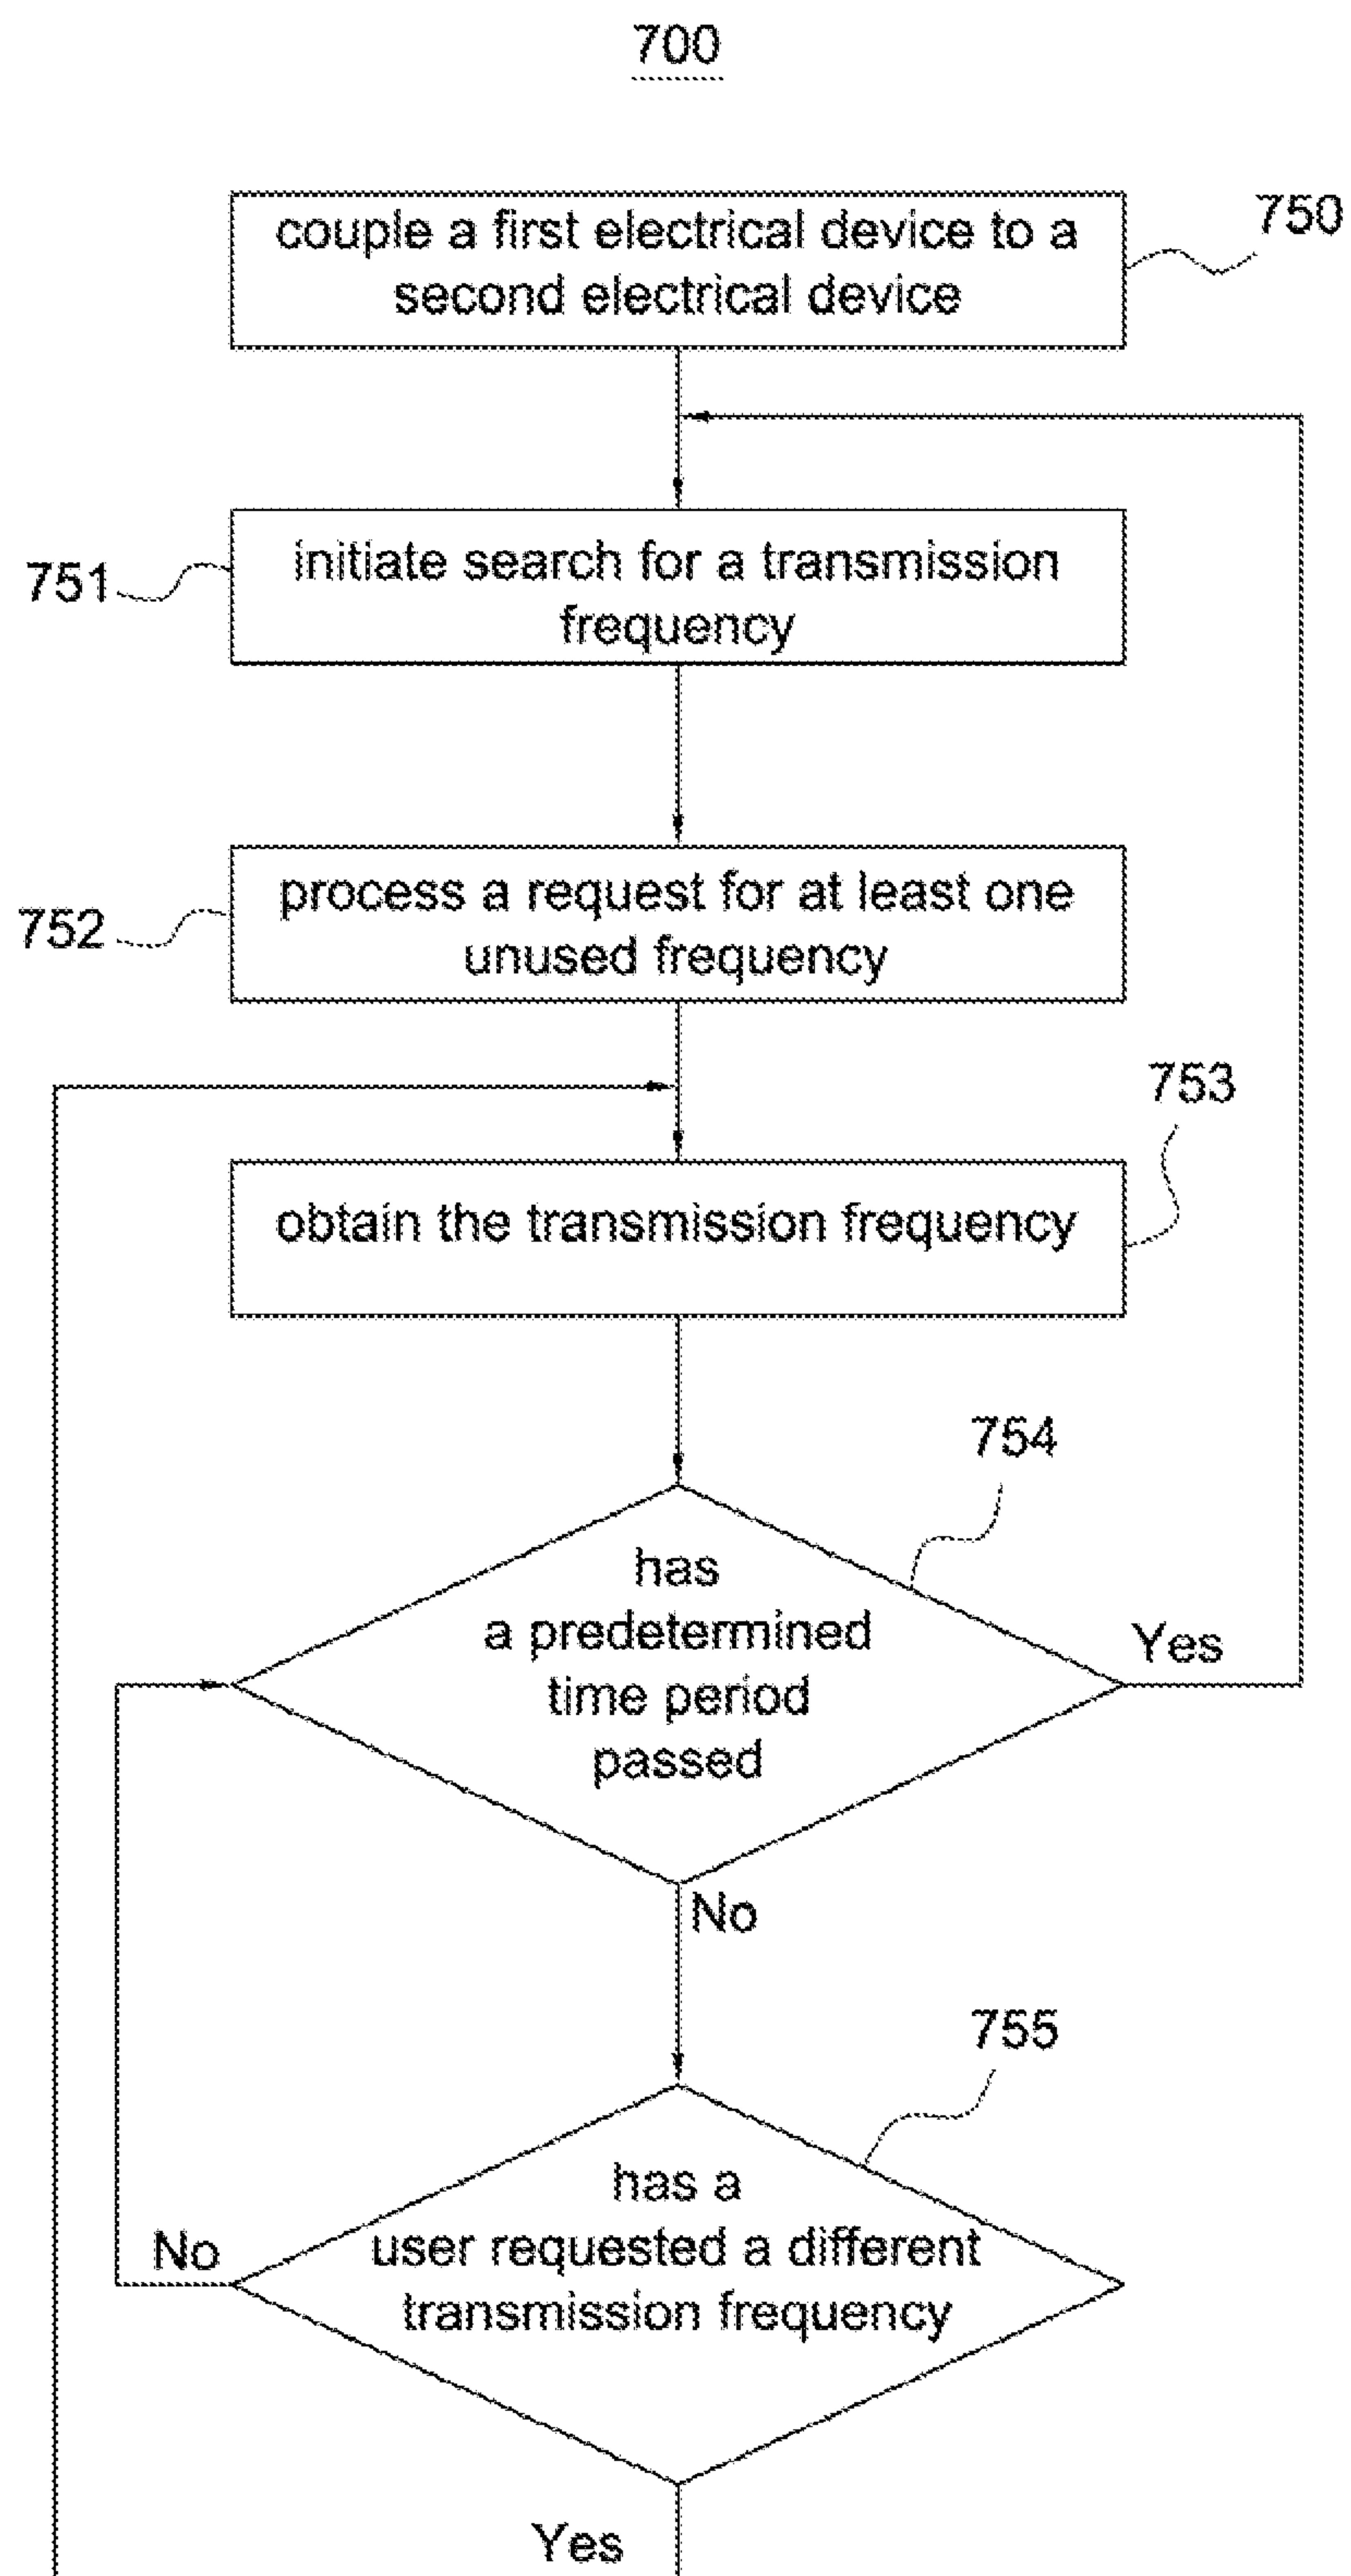 700
couple a first electrical device to a
second electrical device
750
initiate search for a transmission
frequency
751
process a request for at least one
unused frequency
752
753
obtain the transmission frequency
754
has
a predetermined
time period
passed
Yes
No
755
has a
user requested a different
transmission frequency
No
Yes